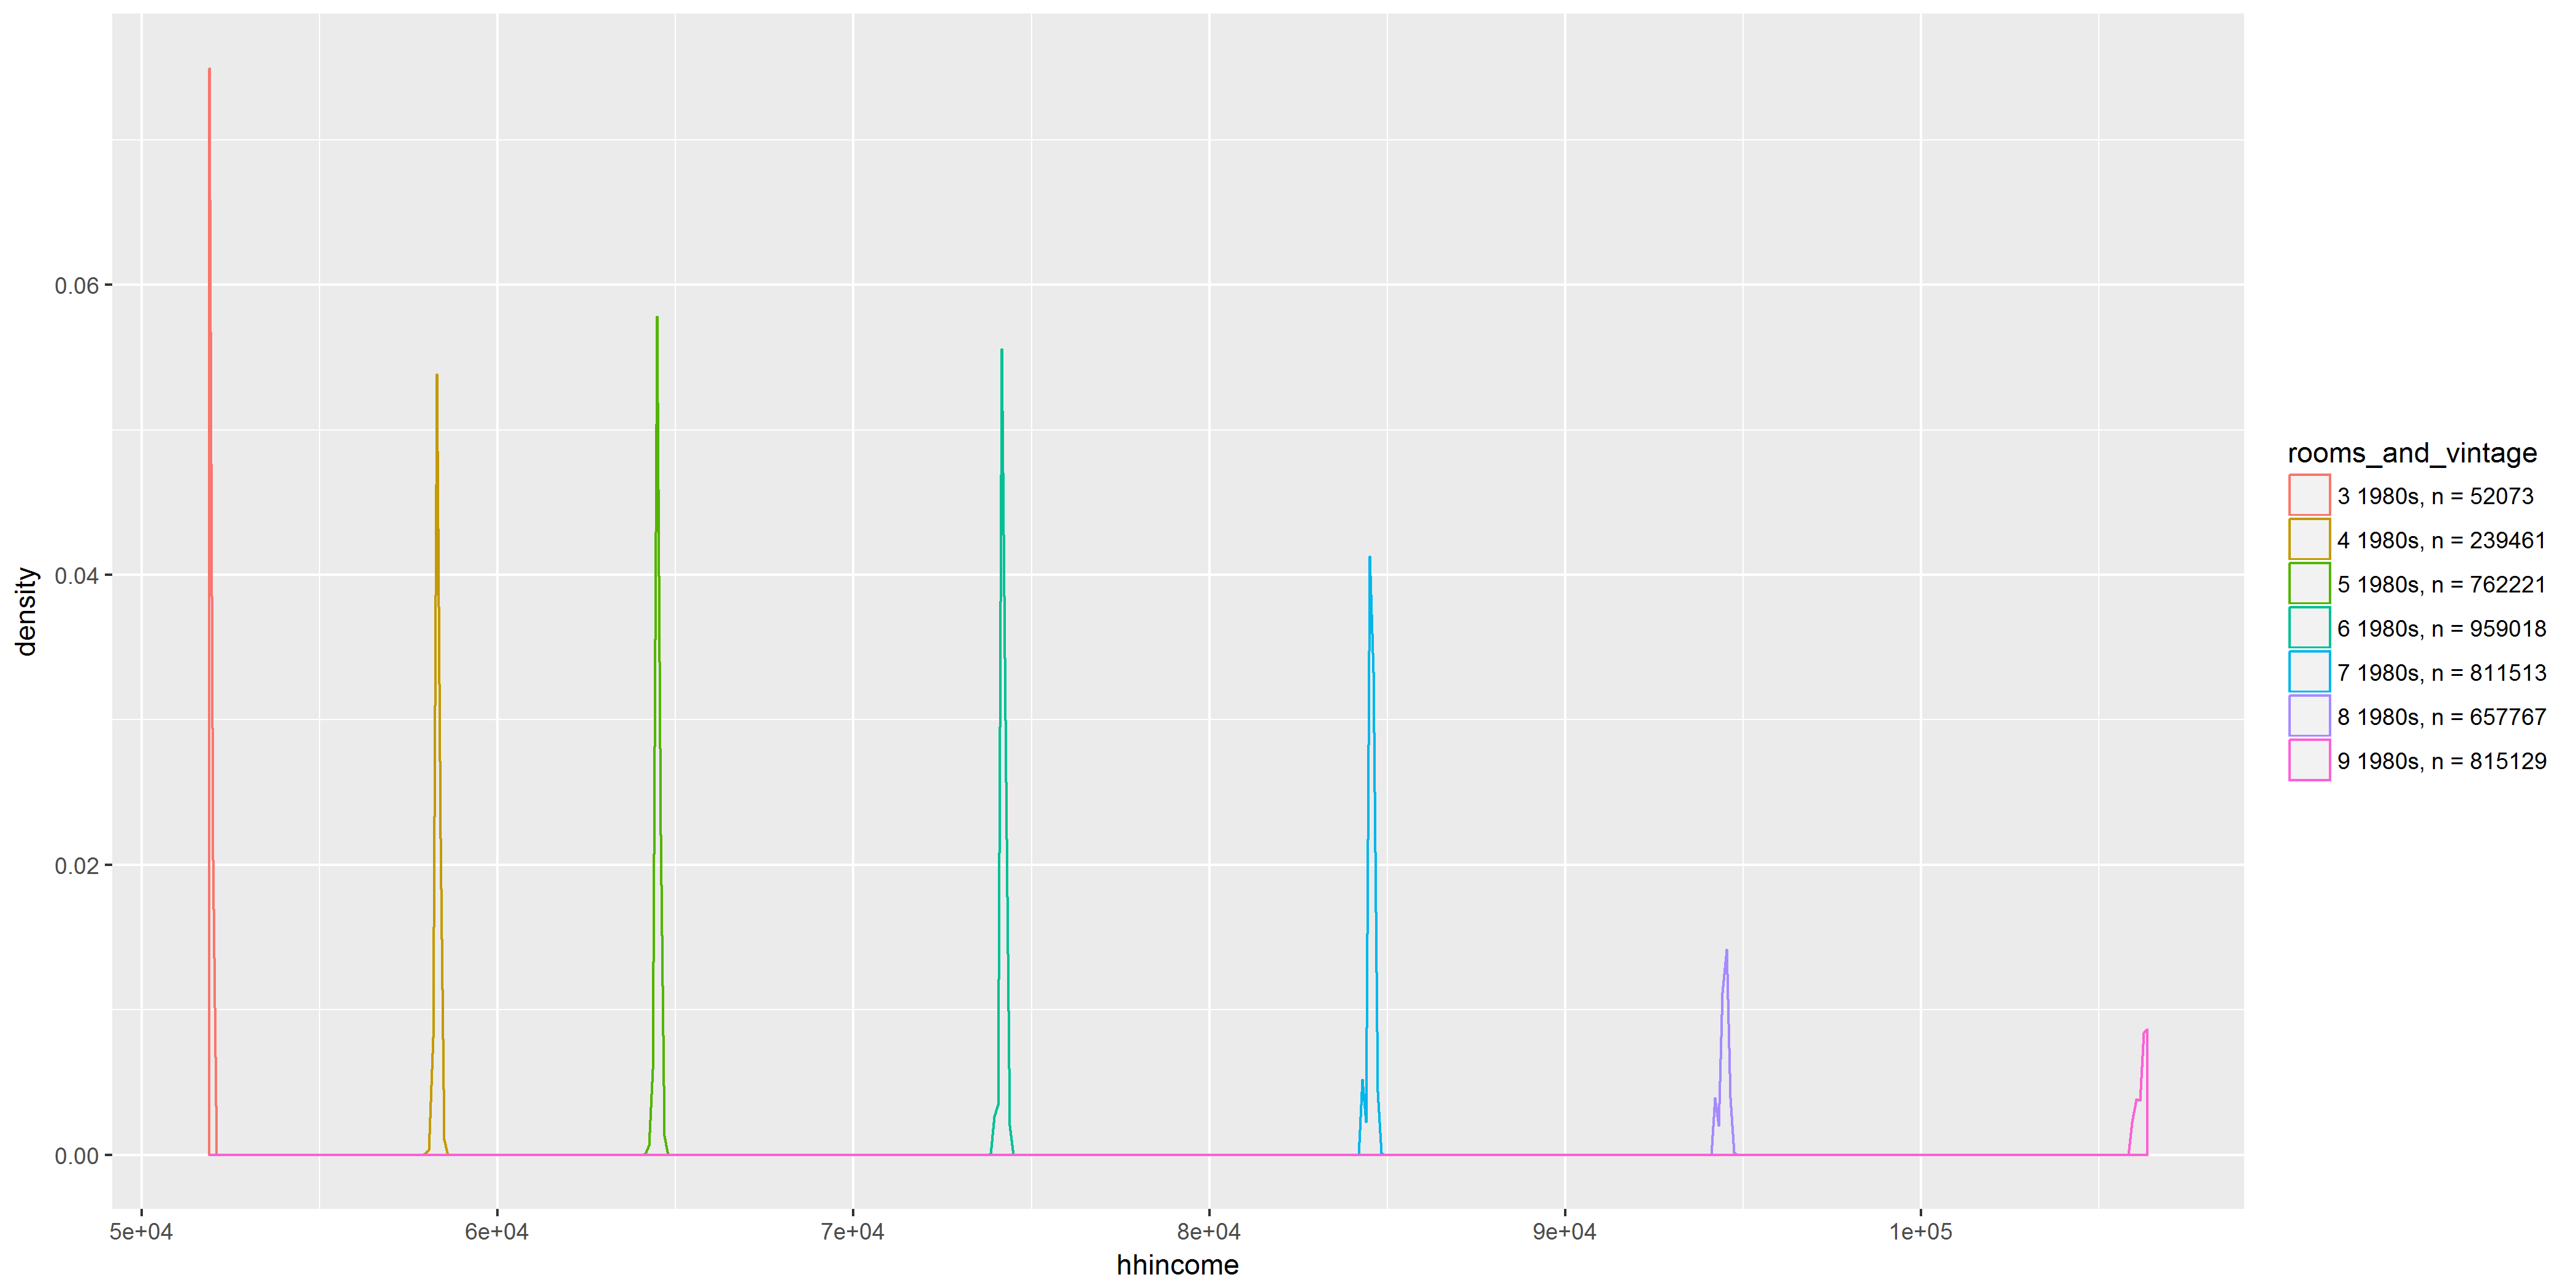 0.06
0.04
0.02
0.00
density
5e+04 6e+04 7e+04 8e+04 9e+04 1e+05
hhincome
rooms_and_vintage
3 1980s, n = 52073
4 1980s, n = 239461
5 1980s, n = 762221
6 1980s, n = 959018
7 1980s, n = 811513
8 1980s, n = 657767
9 1980s, n = 815129